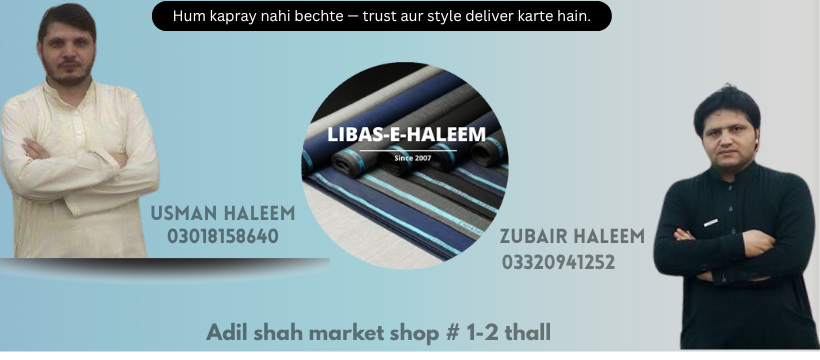 Hum kapray nahi bechte — trust aur style deliver karte hain.
LIBAS-E-HALEEM
Since 2007
USMAN HALEEM
03018158640
ZUBAIR HALEEM
03320941252
Adil shah market shop # 1-2 thall